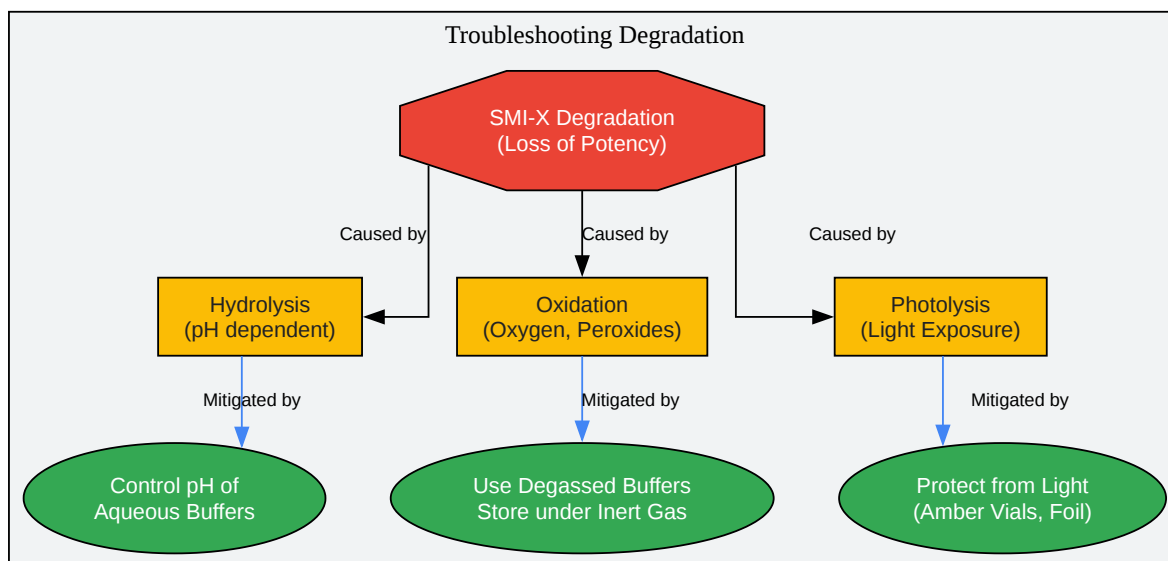 Troubleshooting Degradation
SMI-X Degradation
(Loss of Potency)
Caused by
Caused by
Caused by
Hydrolysis
(pH dependent)
Oxidation
(Oxygen, Peroxides)
Photolysis
(Light Exposure)
Mitigated by
Mitigated by
Mitigated by
Control pH of
Aqueous Buffers
Use Degassed Buffers
Store under Inert Gas
Protect from Light
(Amber Vials, Foil)